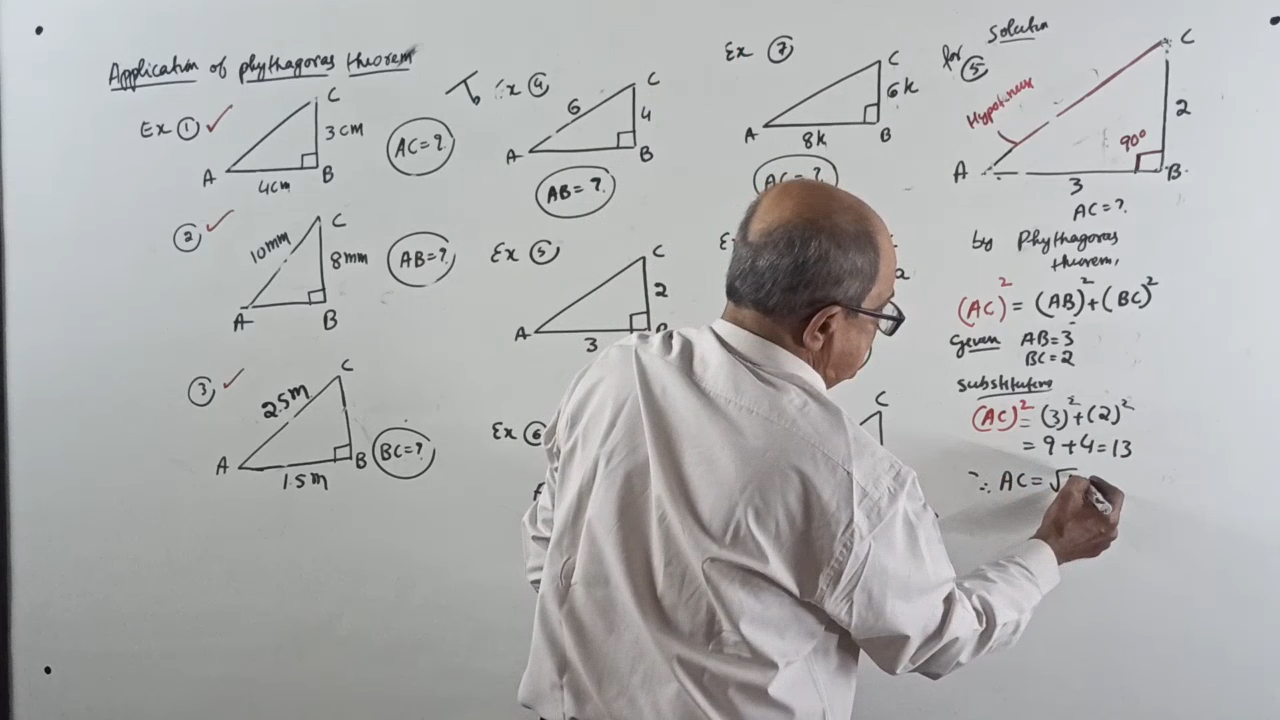 Application of phythagoras theorem
Ex ① ✓
C
3 cm
A
B
4cm
AC=?
② ✓
C
10mm
8mm
A
B
AB=?
③ ✓
C
2.5m
A
B
1.5m
BC=?
Ex ④
C
6
4
A
B
AB=?
Ex ⑤
C
2
A
3
Ex ⑥
Ex ⑦
C
6k
A
B
8k
AC=?
C
Solution
for ⑤
C
Hypotenuse
2
90°
A
B
3
AC=?
by Phythagoras
theorem,
(AC)² = (AB)²+(BC)²
Given AB=3
BC=2
(AC)² = (3)²+(2)²
= 9+4=13
∴ AC=√